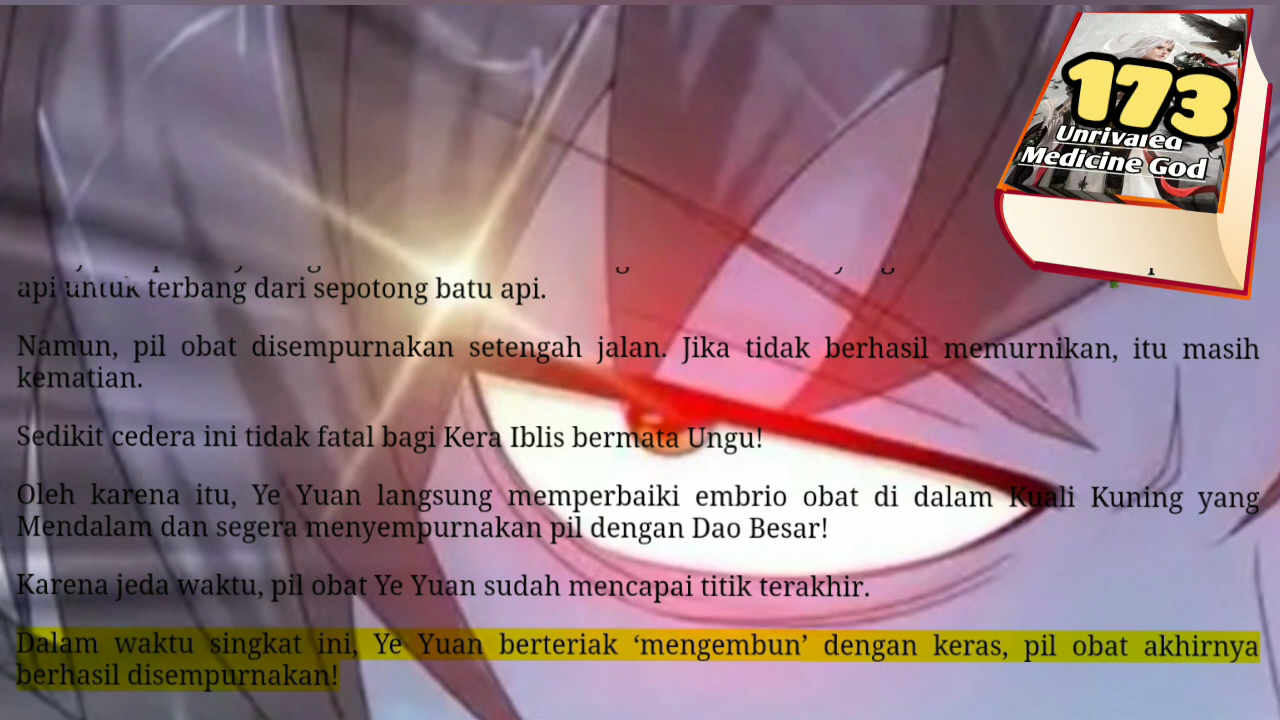 173
Unrivaled
Medicine God
api untuk terbang dari sepotong batu api.
Namun, pil obat disempurnakan setengah jalan. Jika tidak berhasil memurnikan, itu masih
kematian.
Sedikit cedera ini tidak fatal bagi Kera Iblis bermata Ungu!
Oleh karena itu, Ye Yuan langsung memperbaiki embrio obat di dalam Kuali Kuning yang
Mendalam dan segera menyempurnakan pil dengan Dao Besar!
Karena jeda waktu, pil obat Ye Yuan sudah mencapai titik terakhir.
Dalam waktu singkat ini, Ye Yuan berteriak ‘mengembun’ dengan keras, pil obat akhirnya
berhasil disempurnakan!